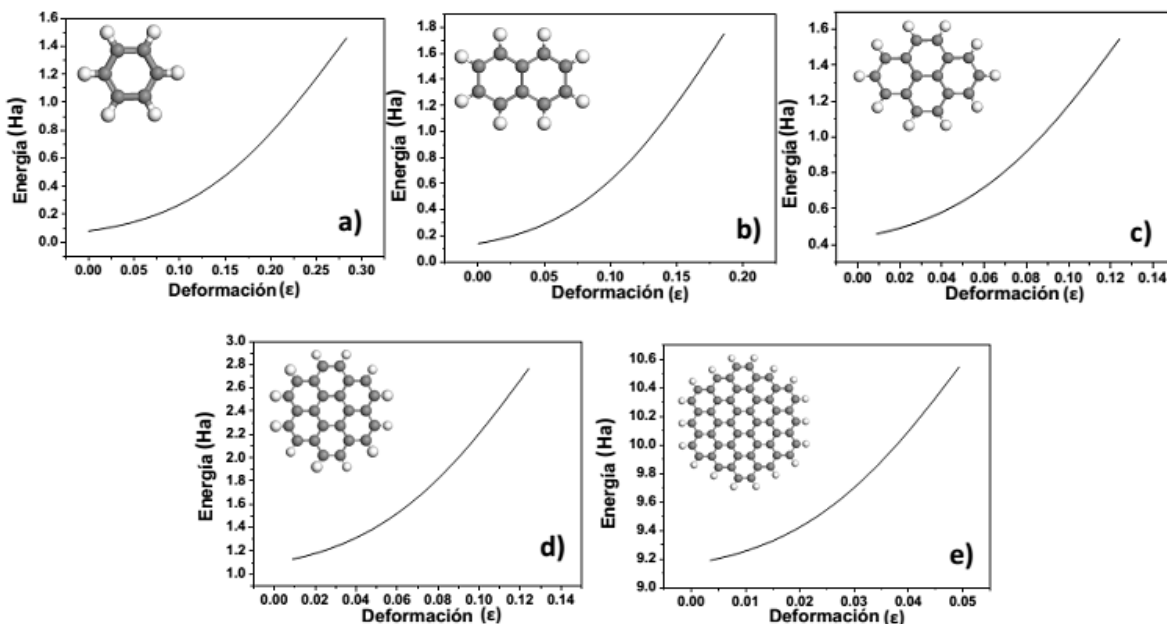 Energía (Ha)
1.6
1.4
1.2
1.0
0.8
0.6
0.4
0.2
0.0
a)
0.00 0.05 0.10 0.15 0.20 0.25 0.30
Deformación (ε)
Energía (Ha)
1.8
1.6
1.4
1.2
1.0
0.8
0.6
0.4
0.2
0.0
b)
0.00 0.05 0.10 0.15 0.20
Deformación (ε)
Energía (Ha)
1.6
1.4
1.2
1.0
0.8
0.6
0.4
c)
0.00 0.02 0.04 0.06 0.08 0.10 0.12 0.14
Deformación (ε)
Energía (Ha)
3.0
2.8
2.6
2.4
2.2
2.0
1.8
1.6
1.4
1.2
1.0
d)
0.00 0.02 0.04 0.06 0.08 0.10 0.12 0.14
Deformación (ε)
Energía (Ha)
10.6
10.4
10.2
10.0
9.8
9.6
9.4
9.2
9.0
e)
0.00 0.01 0.02 0.03 0.04 0.05
Deformación (ε)